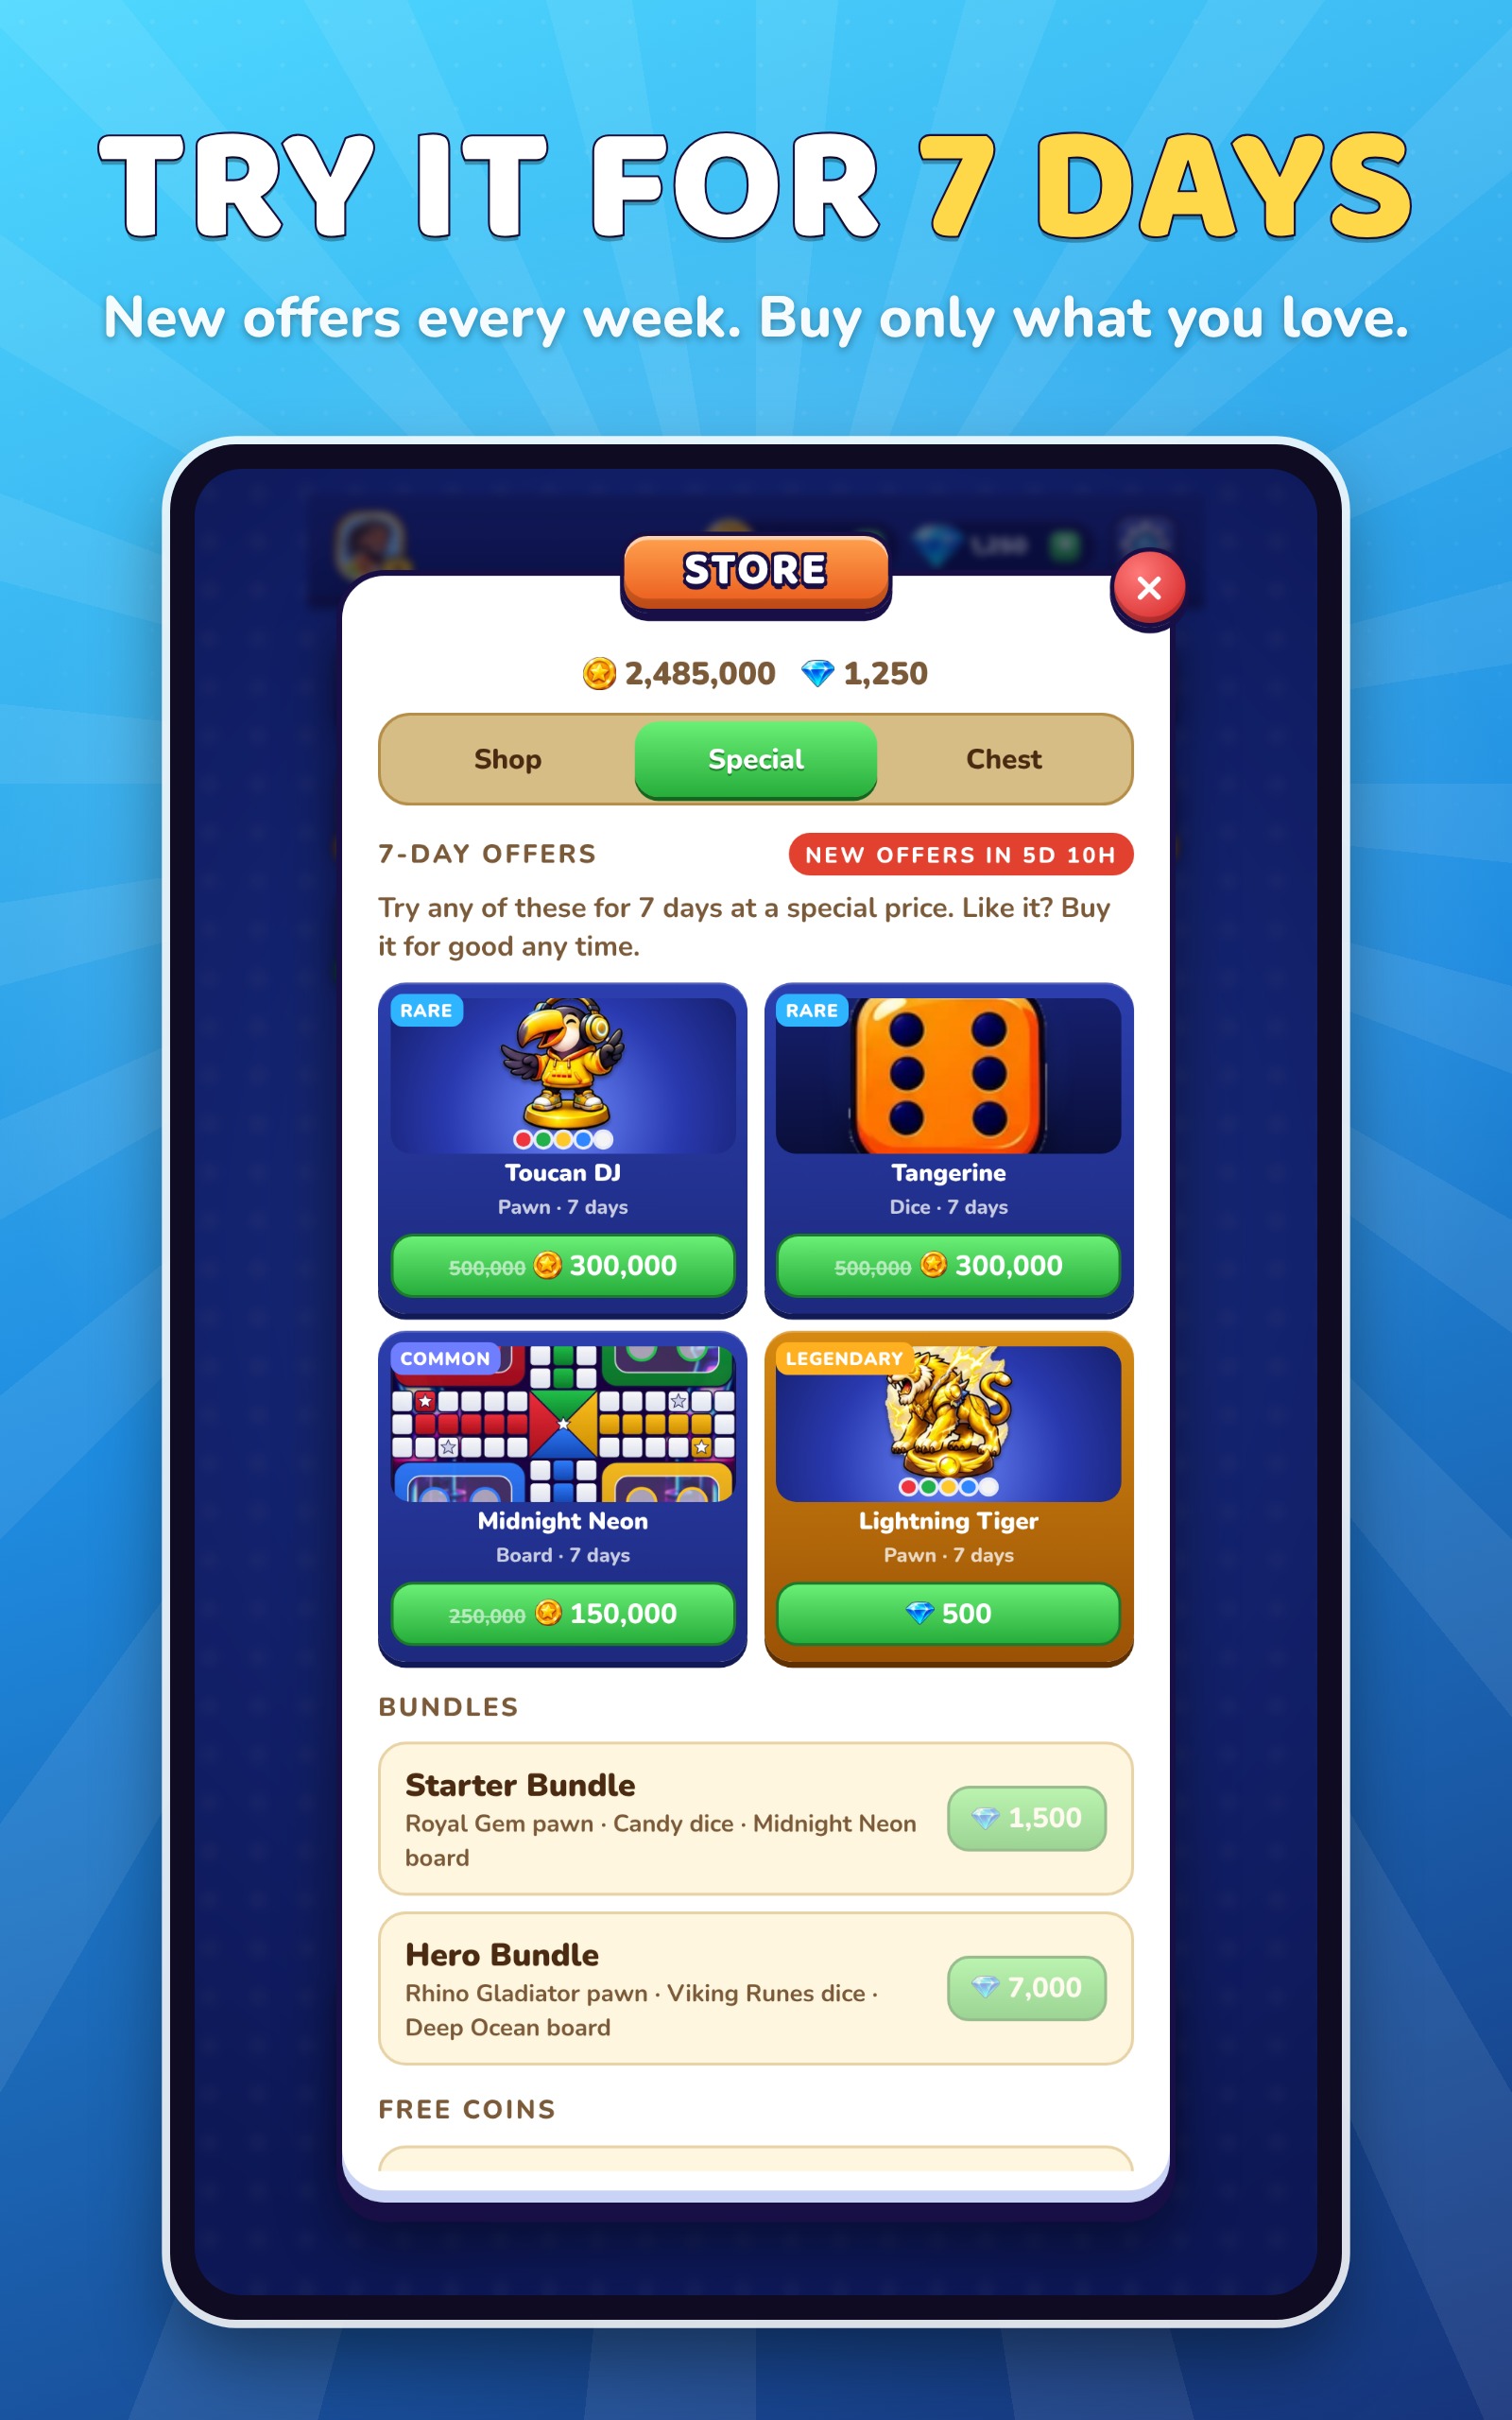 TRY IT FOR 7 DAYS
New offers every week. Buy only what you love.
1,250
STORE
2,485,000 1,250
Shop Special Chest
7-DAY OFFERS NEW OFFERS IN 5D 10H
Try any of these for 7 days at a special price. Like it? Buy
it for good any time.
RARE
Toucan DJ
Pawn · 7 days
500,000 300,000
RARE
Tangerine
Dice · 7 days
500,000 300,000
COMMON
Midnight Neon
Board · 7 days
250,000 150,000
LEGENDARY
Lightning Tiger
Pawn · 7 days
500
BUNDLES
Starter Bundle
Royal Gem pawn · Candy dice · Midnight Neon
board
1,500
Hero Bundle
Rhino Gladiator pawn · Viking Runes dice ·
Deep Ocean board
7,000
FREE COINS